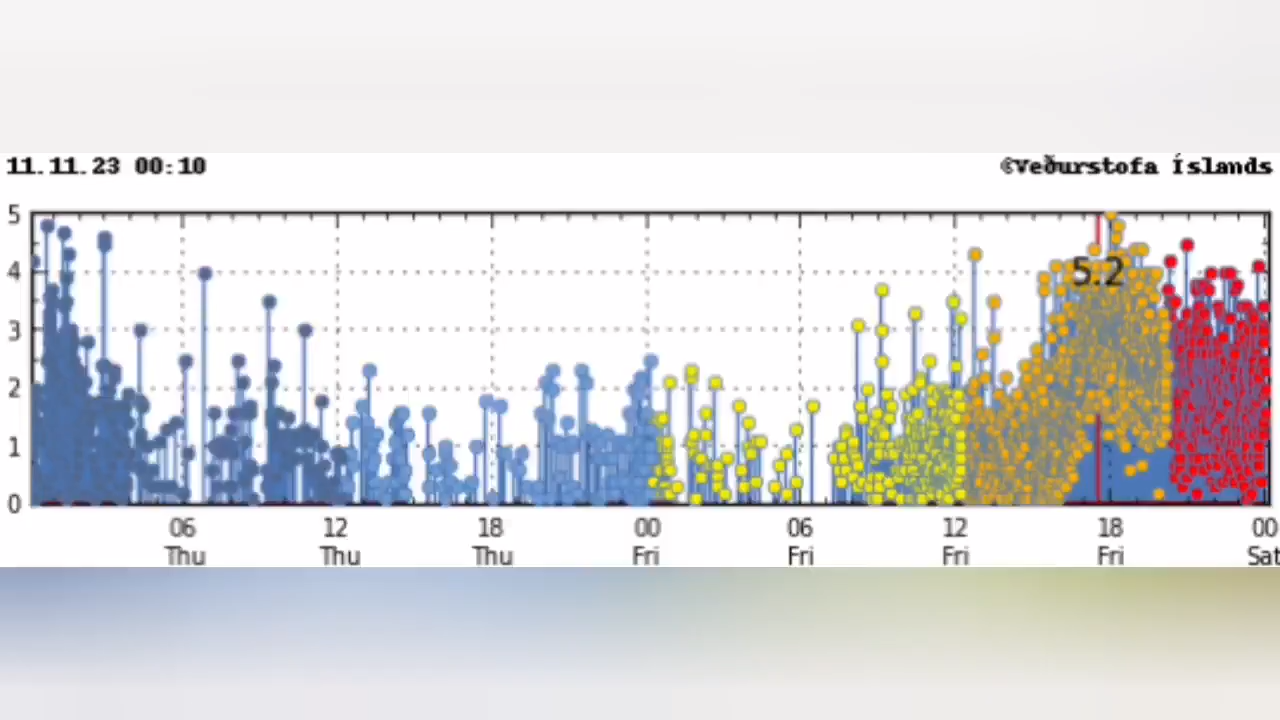 11.11.23 00:10
©Veðurstofa Íslands
5
4
3
2
1
0
5.2
06 12 18 00 06 12 18 00
Thu Thu Thu Fri Fri Fri Fri Sat